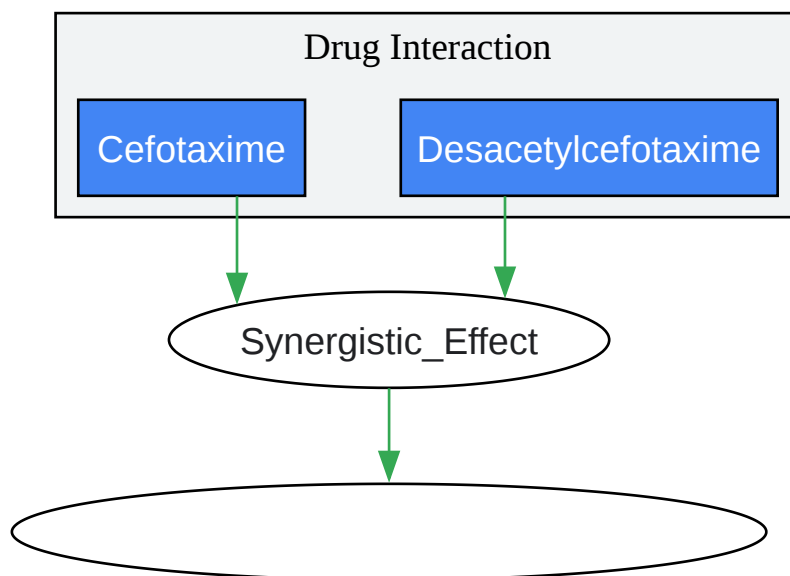 Drug Interaction
Cefotaxime
Desacetylcefotaxime
Synergistic_Effect